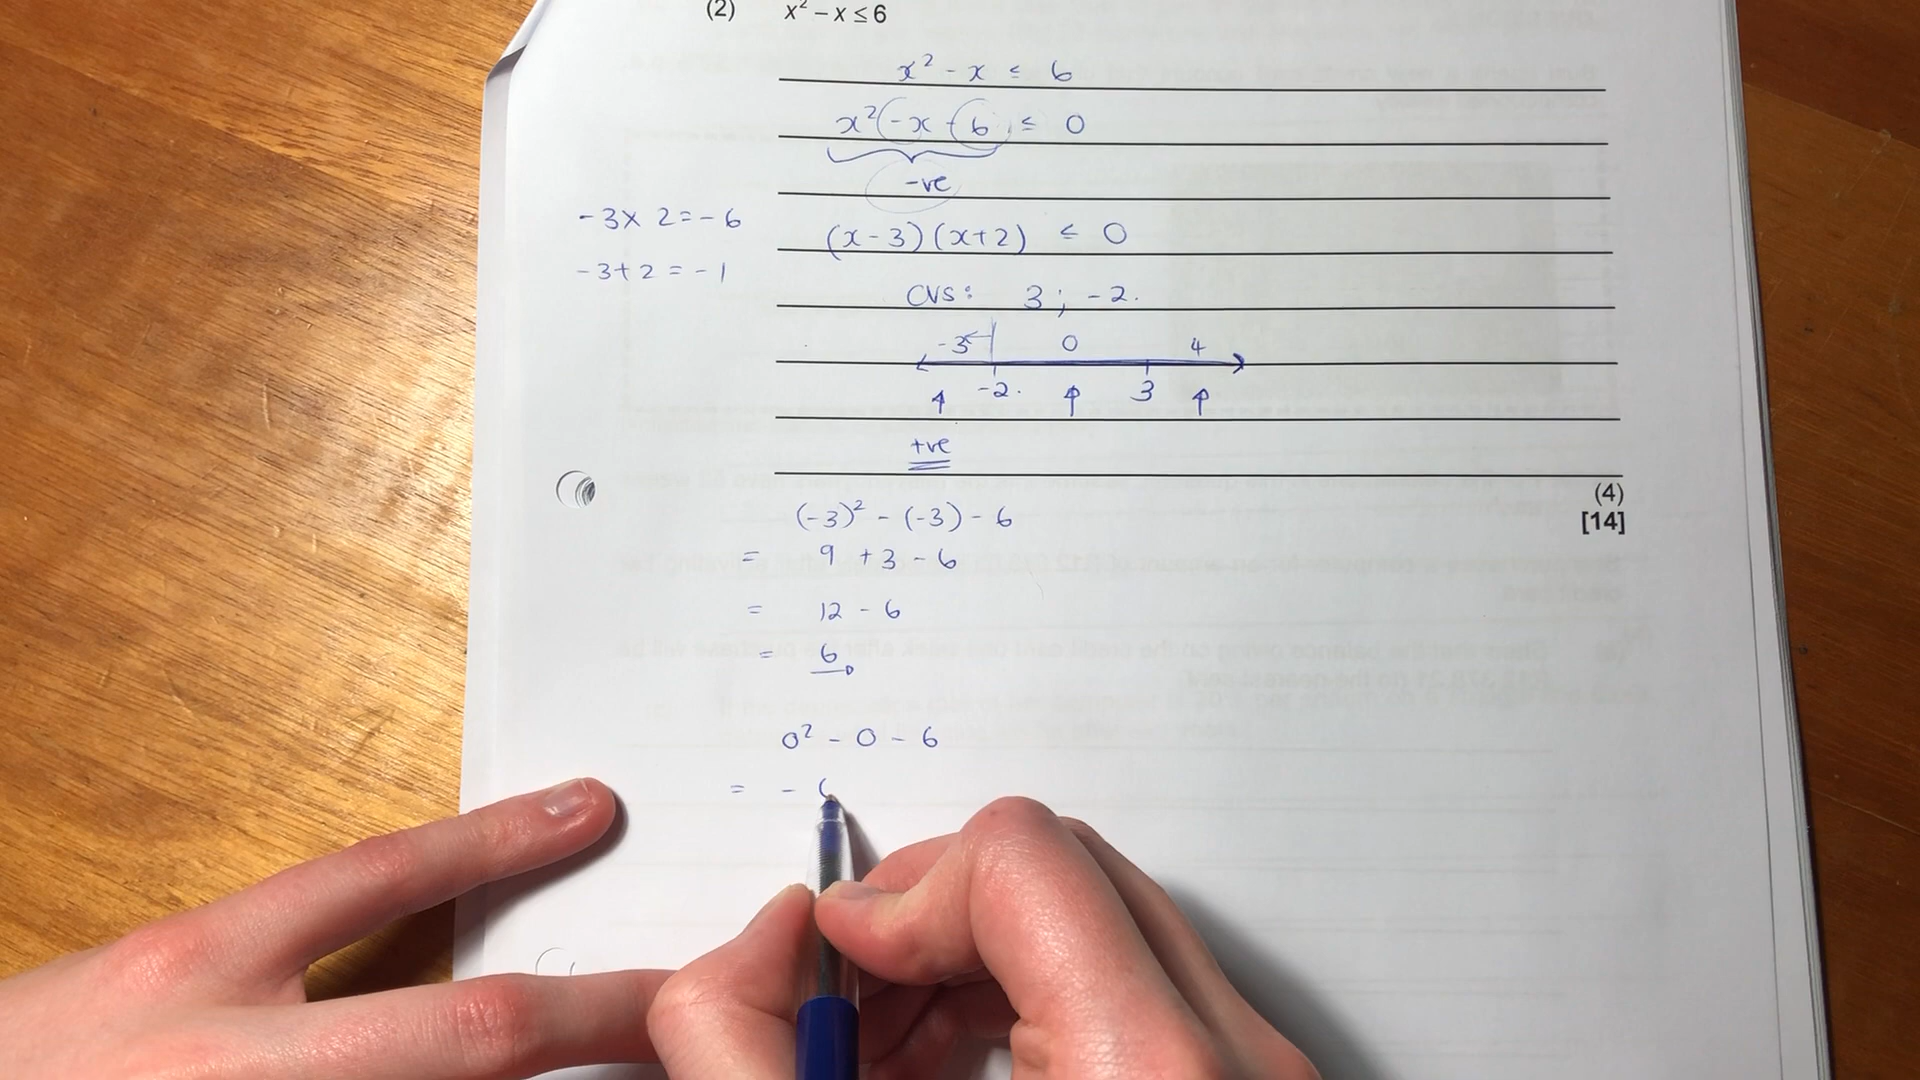 (2) x² – x ≤ 6
x² - x ≤ 6
x² - x - 6 ≤ 0
-ve
-3 x 2 = -6
(x - 3)(x + 2) ≤ 0
-3 + 2 = -1
CVS: 3 ; -2.
-3 0 4
-2. 3
+ve
(4)
[14]
(-3)² - (-3) - 6
= 9 + 3 - 6
= 12 - 6
= 6
0² - 0 - 6
= -